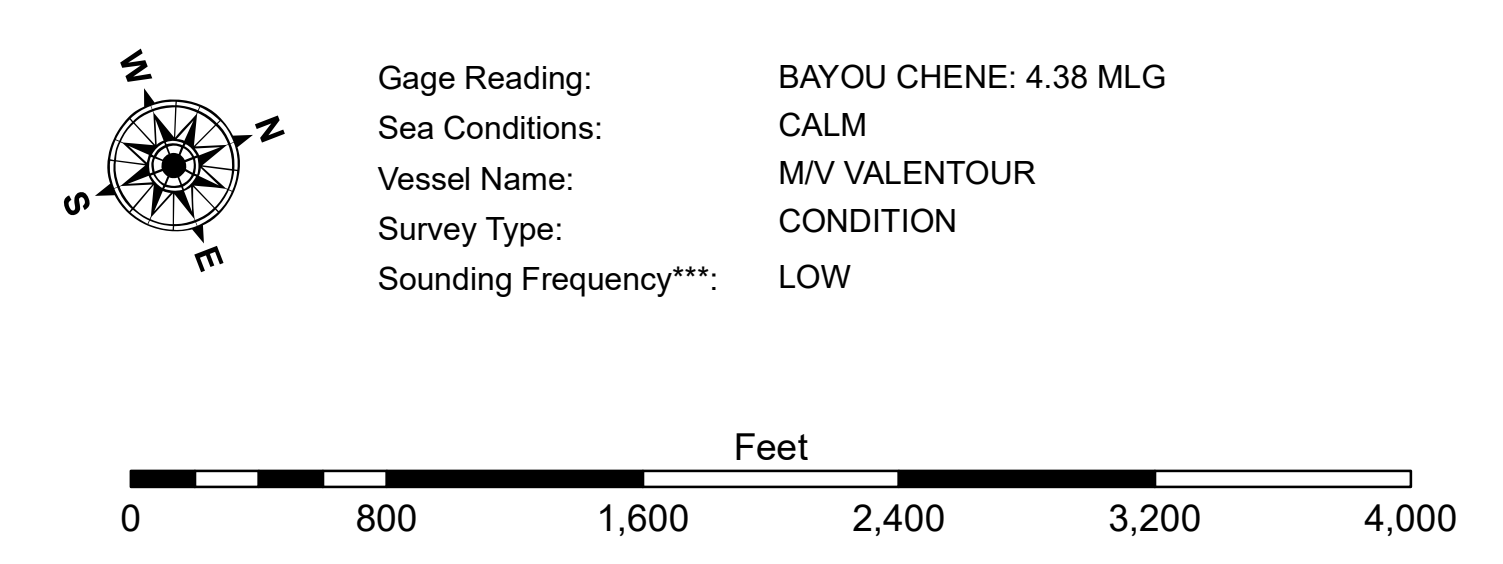 W
N
S
E
Gage Reading: BAYOU CHENE: 4.38 MLG
Sea Conditions: CALM
Vessel Name: M/V VALENTOUR
Survey Type: CONDITION
Sounding Frequency***: LOW
Feet
0 800 1,600 2,400 3,200 4,000